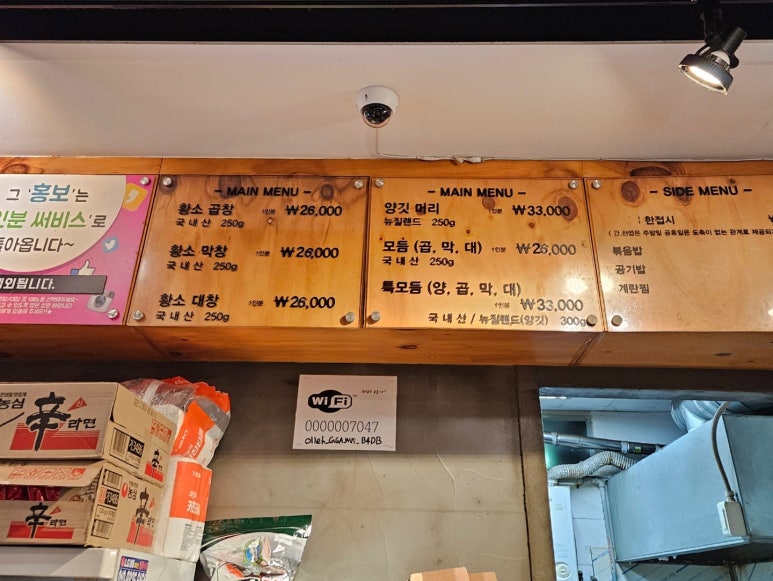 그 '홍보'는
인분 써비스'로
돌아옵니다~
- MAIN MENU -
황소 곱창 1인분 ₩26,000
국내산 250g
황소 막창 1인분 ₩26,000
국내산 250g
황소 대창 1인분 ₩26,000
국내산 250g
- MAIN MENU -
양깃 머리 1인분 ₩33,000
뉴질랜드 250g
모듬 (곱, 막, 대) 1인분 ₩26,000
국내산 250g
특모듬 (양, 곱, 막, 대)
1인분 ₩33,000
국내산 / 뉴질랜드(양깃) 300g
- SIDE MENU -
한접시
볶음밥
공기밥
계란찜
WiFi
0000007047
농심
辛라면
농심
辛라면